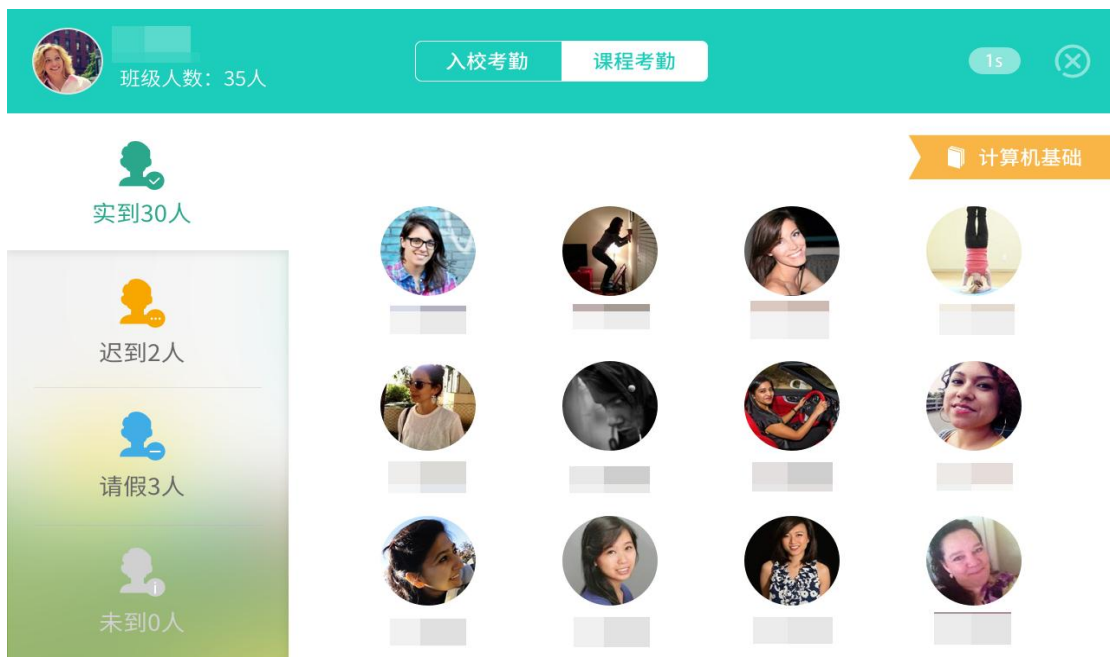 班级人数：35人
入校考勤
课程考勤
1s
计算机基础
实到30人
迟到2人
请假3人
未到0人